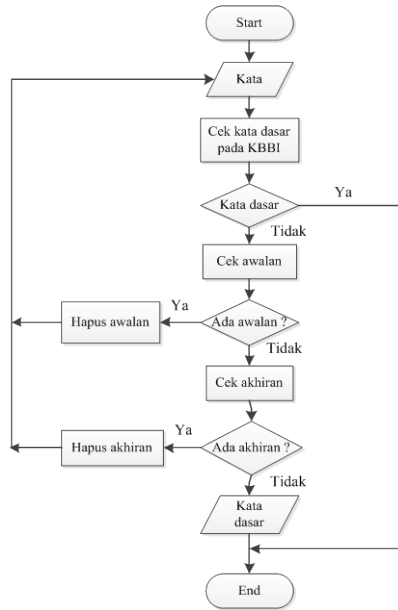 Start
Kata
Cek kata dasar
pada KBBI
Kata dasar
Ya
Tidak
Cek awalan
Hapus awalan
Ya
Ada awalan ?
Tidak
Cek akhiran
Hapus akhiran
Ya
Ada akhiran ?
Tidak
Kata
dasar
End